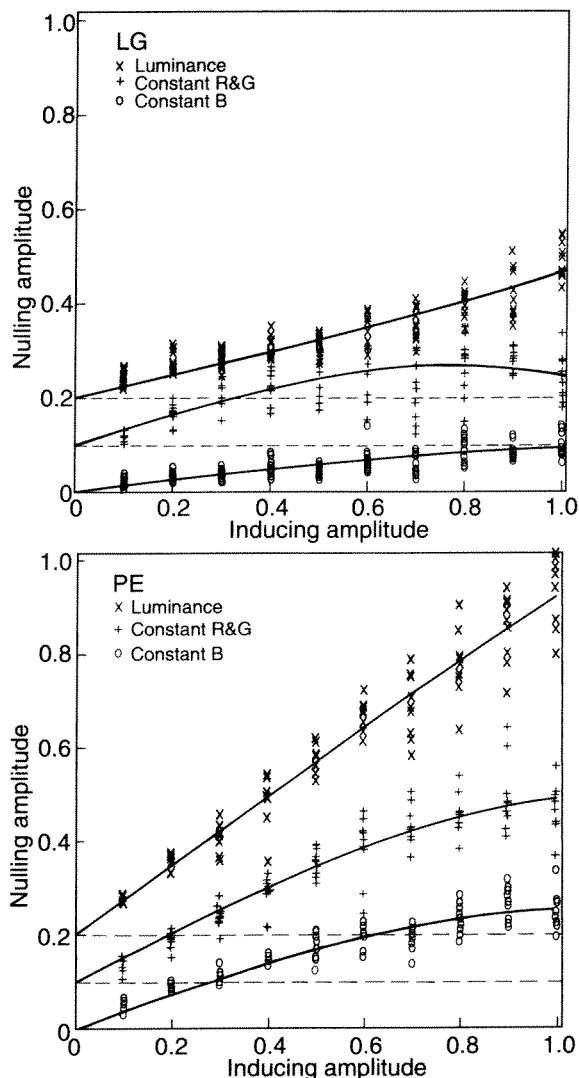 LG
x Luminance
+ Constant R&G
o Constant B
Nulling amplitude
1.0
0.8
0.6
0.4
0.2
0
0 0.2 0.4 0.6 0.8 1.0
Inducing amplitude
PE
x Luminance
+ Constant R&G
o Constant B
Nulling amplitude
1.0
0.8
0.6
0.4
0.2
0
0 0.2 0.4 0.6 0.8 1.0
Inducing amplitude